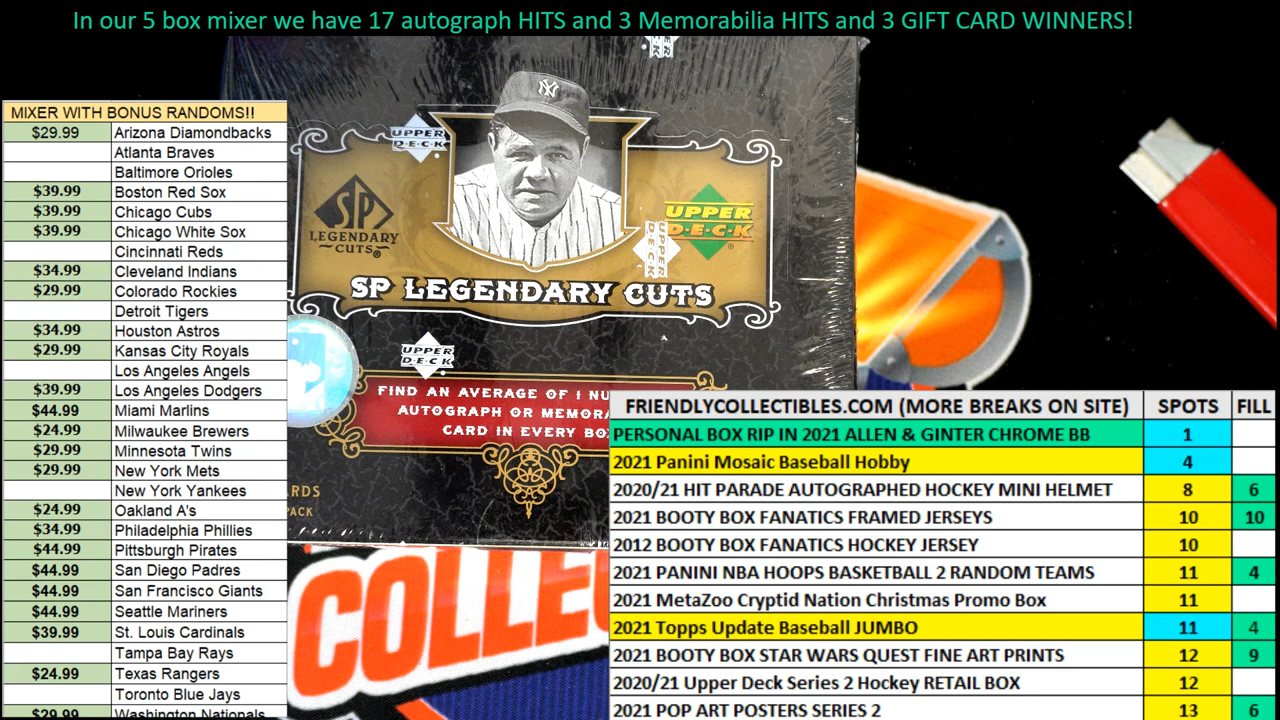 In our 5 box mixer we have 17 autograph HITS and 3 Memorabilia HITS and 3 GIFT CARD WINNERS!
MIXER WITH BONUS RANDOMS!!
$29.99 Arizona Diamondbacks
Atlanta Braves
Baltimore Orioles
$39.99 Boston Red Sox
$39.99 Chicago Cubs
$39.99 Chicago White Sox
Cincinnati Reds
$34.99 Cleveland Indians
$29.99 Colorado Rockies
Detroit Tigers
$34.99 Houston Astros
$29.99 Kansas City Royals
Los Angeles Angels
$39.99 Los Angeles Dodgers
$44.99 Miami Marlins
$24.99 Milwaukee Brewers
$29.99 Minnesota Twins
$29.99 New York Mets
New York Yankees
$24.99 Oakland A's
$34.99 Philadelphia Phillies
$44.99 Pittsburgh Pirates
$44.99 San Diego Padres
$44.99 San Francisco Giants
$44.99 Seattle Mariners
$39.99 St. Louis Cardinals
Tampa Bay Rays
$24.99 Texas Rangers
Toronto Blue Jays
$29.99 Washington Nationals
UPPER
D·E·C·K
NY
SP
LEGENDARY
CUTS®
UPPER
D·E·C·K
UPPER
D·E·C·K
SP LEGENDARY CUTS
UPPER
D·E·C·K
FIND AN AVERAGE OF 1 NU
AUTOGRAPH OR MEMORA
CARD IN EVERY BO
ARDS
PACK
COLLE
FRIENDLYCOLLECTIBLES.COM (MORE BREAKS ON SITE) SPOTS FILL
PERSONAL BOX RIP IN 2021 ALLEN & GINTER CHROME BB 1
2021 Panini Mosaic Baseball Hobby 4
2020/21 HIT PARADE AUTOGRAPHED HOCKEY MINI HELMET 8 6
2021 BOOTY BOX FANATICS FRAMED JERSEYS 10 10
2012 BOOTY BOX FANATICS HOCKEY JERSEY 10
2021 PANINI NBA HOOPS BASKETBALL 2 RANDOM TEAMS 11 4
2021 MetaZoo Cryptid Nation Christmas Promo Box 11
2021 Topps Update Baseball JUMBO 11 4
2021 BOOTY BOX STAR WARS QUEST FINE ART PRINTS 12 9
2020/21 Upper Deck Series 2 Hockey RETAIL BOX 12
2021 POP ART POSTERS SERIES 2 13 6